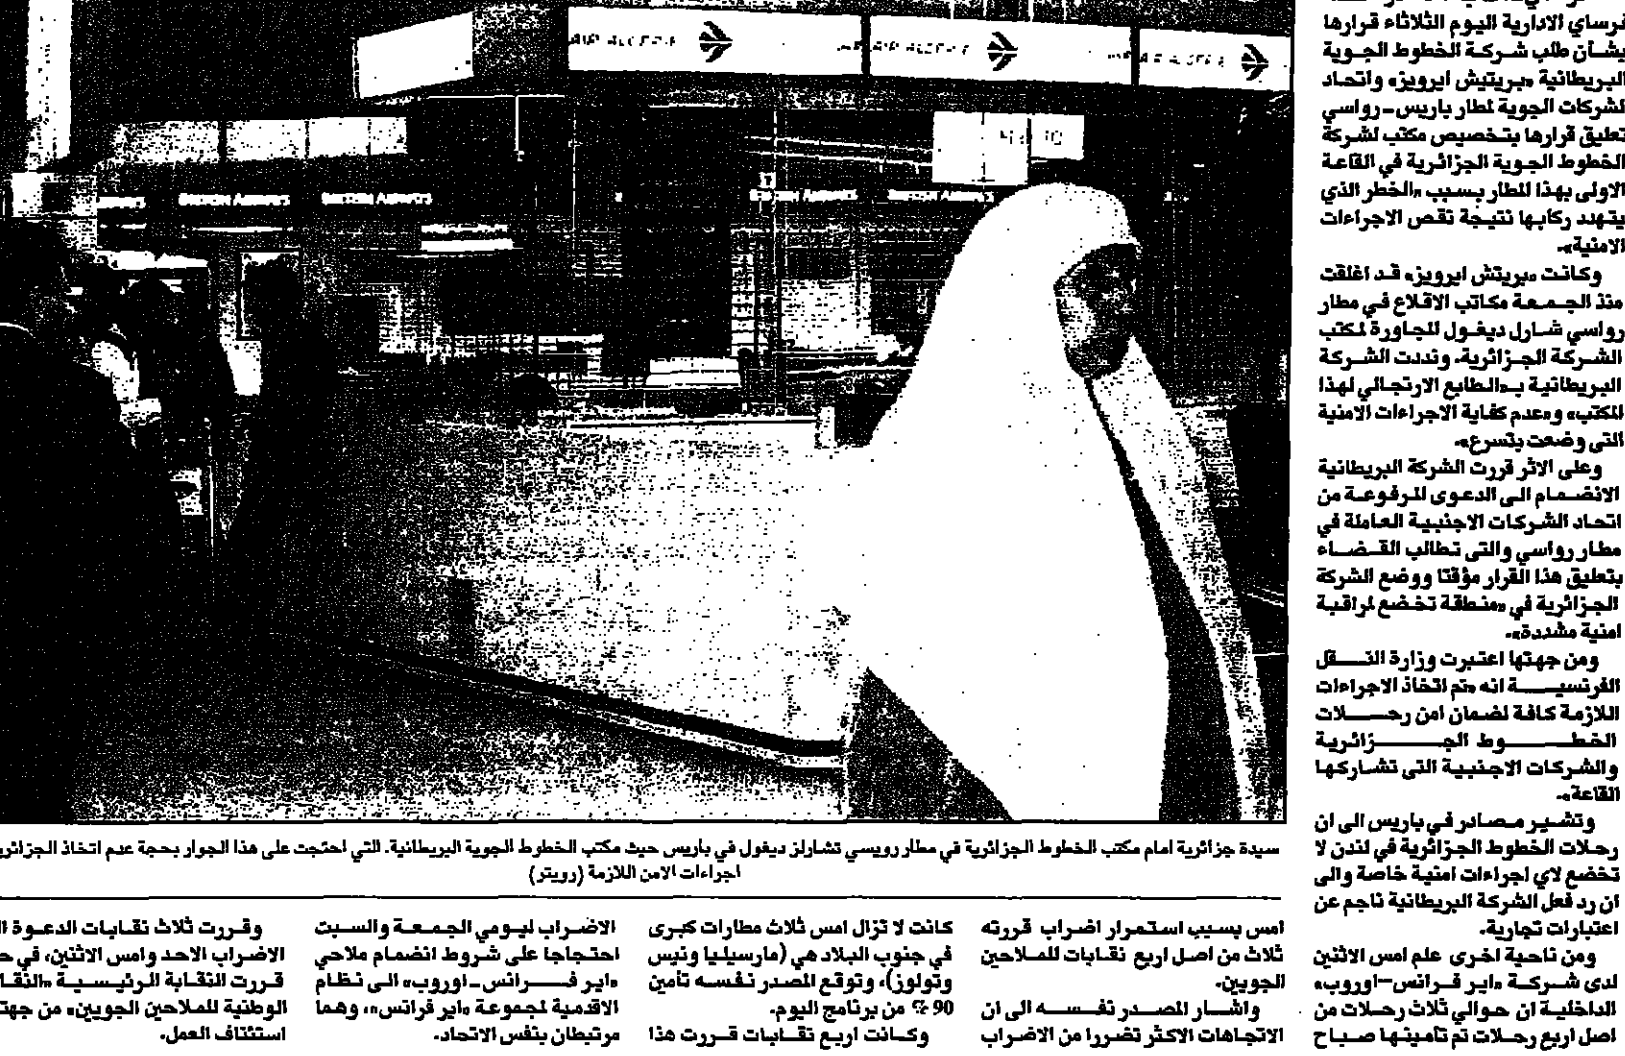 فرساي الادارية اليوم الثلاثاء قرارها
بشأن طلب شركة الخطوط الجوية
البريطانية «بريتيش ايرويز» واتحاد
لشركات الجوية لمطار باريس-رواسي
تعليق قرارها بتخصيص مكتب لشركة
الخطوط الجوية الجزائرية في القاعة
الاولى بهذا المطار بسبب «الخطر الذي
يتهدد ركابها نتيجة نقص الاجراءات
الامنية».
وكانت «بريتش ايرويز» قد اغلقت
منذ الجمعة مكاتب الاقلاع في مطار
رواسي شارل ديغول المجاورة لمكتب
الشركة الجزائرية. ونددت الشركة
البريطانية بـ«الطابع الارتجالي لهذا
المكتب» و«عدم كفاية الاجراءات الامنية
التي وضعت بتسرع».
وعلى الاثر قررت الشركة البريطانية
الانضمام الى الدعوى المرفوعة من
اتحاد الشركات الاجنبية العاملة في
مطار رواسي والتي تطالب القضاء
بتعليق هذا القرار مؤقتا ووضع الشركة
الجزائرية في «منطقة تخضع لمراقبة
امنية مشددة».
ومن جهتها اعتبرت وزارة النقل
الفرنسية انه «تم اتخاذ الاجراءات
اللازمة كافة لضمان امن رحلات
الخطوط الجزائرية
والشركات الاجنبية التي تشاركها
القاعة».
وتشير مصادر في باريس الى ان
رحلات الخطوط الجزائرية في لندن لا
تخضع لاي اجراءات امنية خاصة والى
ان رد فعل الشركة البريطانية ناجم عن
اعتبارات تجارية.
ومن ناحية اخرى علم امس الاثنين
لدى شركة «اير فرانس-اوروب»
الداخلية ان حوالي ثلاث رحلات من
اصل اربع رحلات تم تأمينها صباح
AIR ALGERIE
AIR ALGERIE
AIR ALGERIE
سيدة جزائرية امام مكتب الخطوط الجزائرية في مطار رويسي تشارلز ديغول في باريس حيث مكتب الخطوط الجوية البريطانية. التي احتجت على هذا الجوار بحجة عدم اتخاذ
اجراءات الامن اللازمة (رويتر)
امس بسبب استمرار اضراب قررته
ثلاث من اصل اربع نقابات للملاحين
الجويين.
واشار المصدر نفسه الى ان
الاتجاهات الاكثر تضررا من الاضراب
كانت لا تزال امس ثلاث مطارات كبرى
في جنوب البلاد هي (مارسيليا ونيس
وتولوز)، وتوقع المصدر نفسه تأمين
90 % من برنامج اليوم.
وكانت اربع نقابات قررت هذا
الاضراب ليومي الجمعة والسبت
احتجاجا على شروط انضمام ملاحي
«اير فرانس-اوروب» الى نظام
الاقدمية لمجموعة «اير فرانس»، وهما
مرتبطان بنفس الاتحاد.
وقررت ثلاث نقابات الدعوة
الاضراب الاحد وامس الاثنين، في
قررت النقابة الرئيسية
الوطنية للملاحين الجويين» من
استئناف العمل.